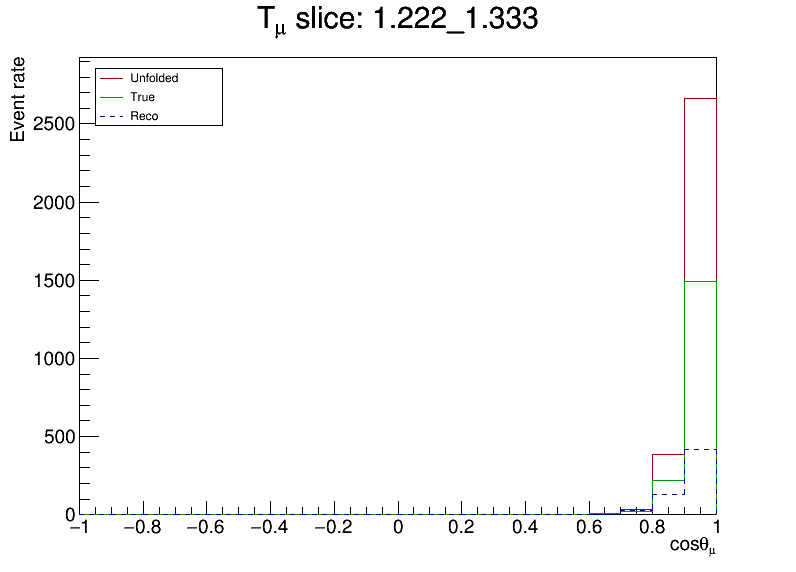 Tμ slice: 1.222_1.333
Event rate
Unfolded
True
Reco
2500
2000
1500
1000
500
0
−1 −0.8 −0.6 −0.4 −0.2 0 0.2 0.4 0.6 0.8 1
cosθμ